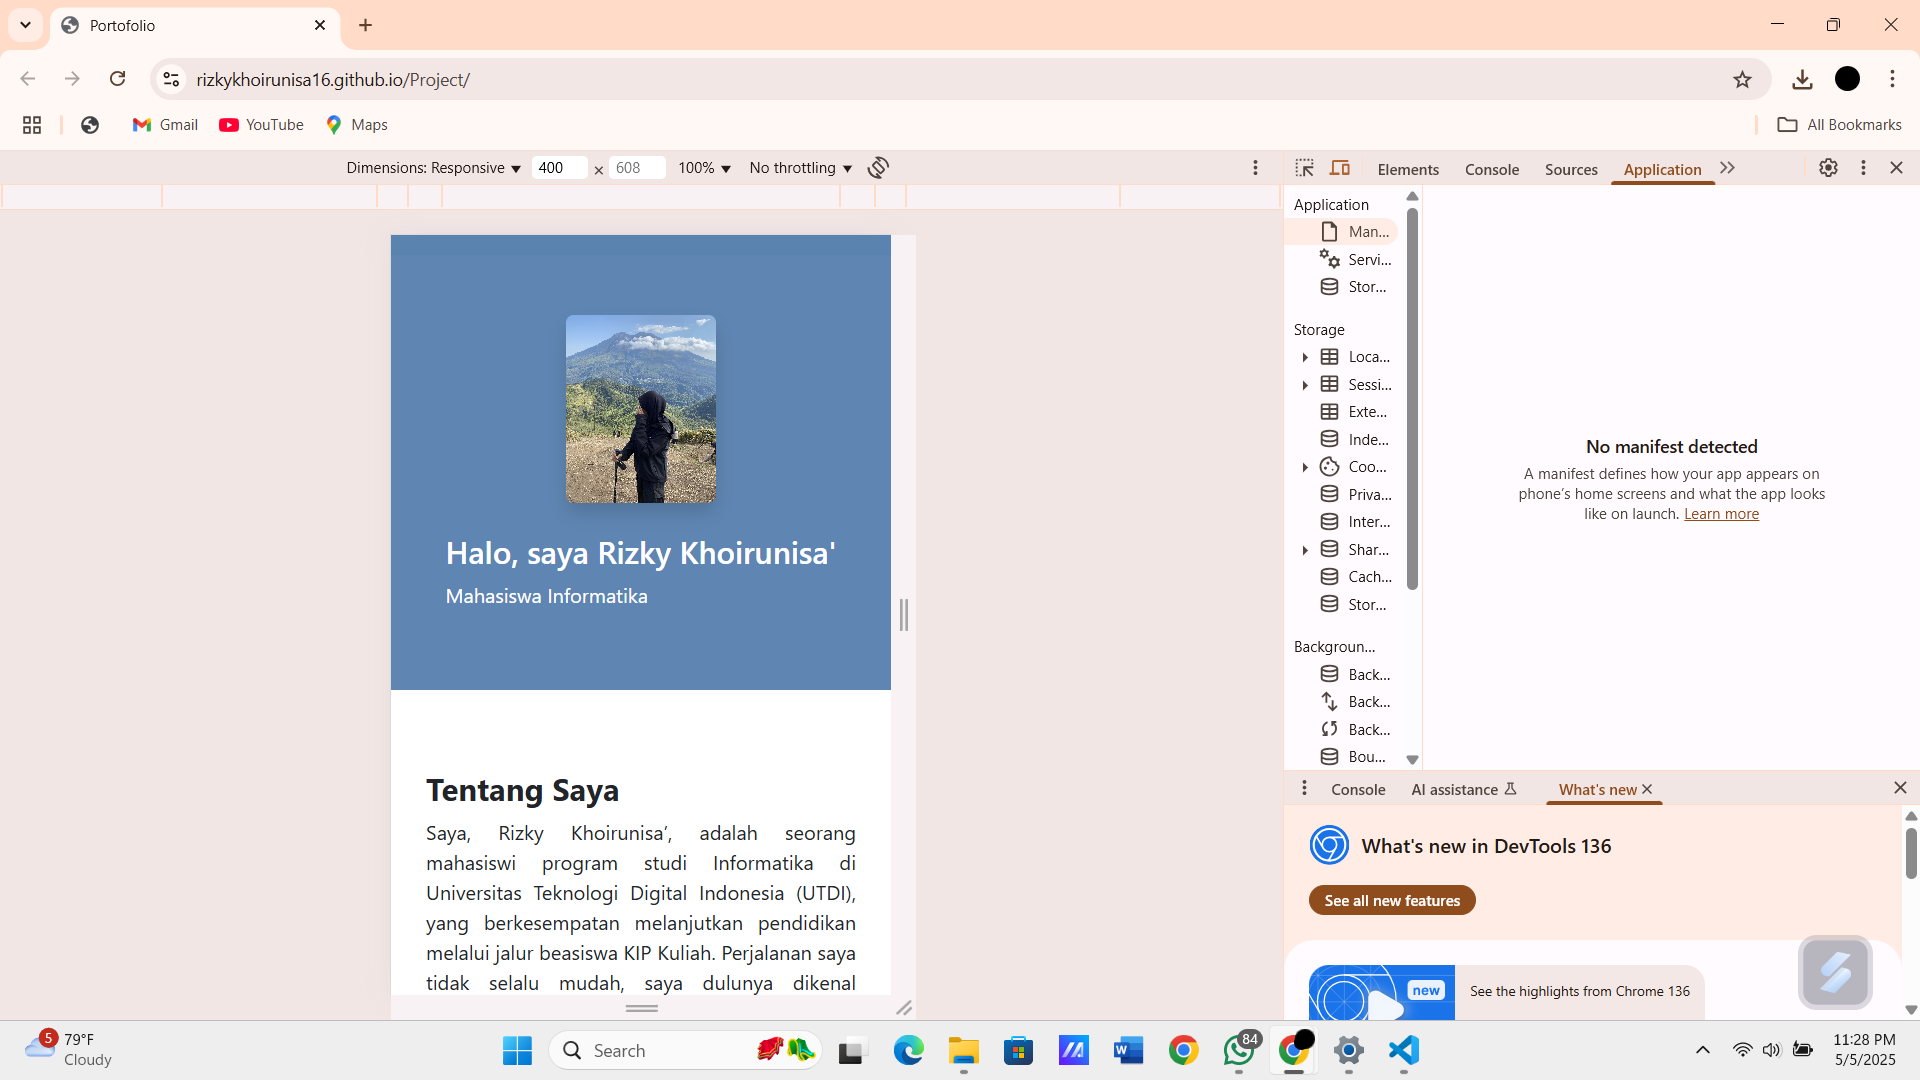 Portofolio
rizkykhoirunisa16.github.io/Project/
Gmail
YouTube
Maps
All Bookmarks
Dimensions: Responsive
400
×
608
100%
No throttling
Elements
Console
Sources
Application
Application
Man...
Servi...
Stor...
Storage
Loca...
Sessi...
Exte...
Inde...
Coo...
Priva...
Inter...
Shar...
Cach...
Stor...
Backgroun...
Back...
Back...
Back...
Bou...
No manifest detected
A manifest defines how your app appears on
phone's home screens and what the app looks
like on launch. Learn more
Halo, saya Rizky Khoirunisa'
Mahasiswa Informatika
Tentang Saya
Saya, Rizky Khoirunisa', adalah seorang
mahasiswi program studi Informatika di
Universitas Teknologi Digital Indonesia (UTDI),
yang berkesempatan melanjutkan pendidikan
melalui jalur beasiswa KIP Kuliah. Perjalanan saya
tidak selalu mudah, saya dulunya dikenal
Console
AI assistance
What's new
What's new in DevTools 136
See all new features
new
See the highlights from Chrome 136
5
79°F
Cloudy
Search
W
84
11:28 PM
5/5/2025